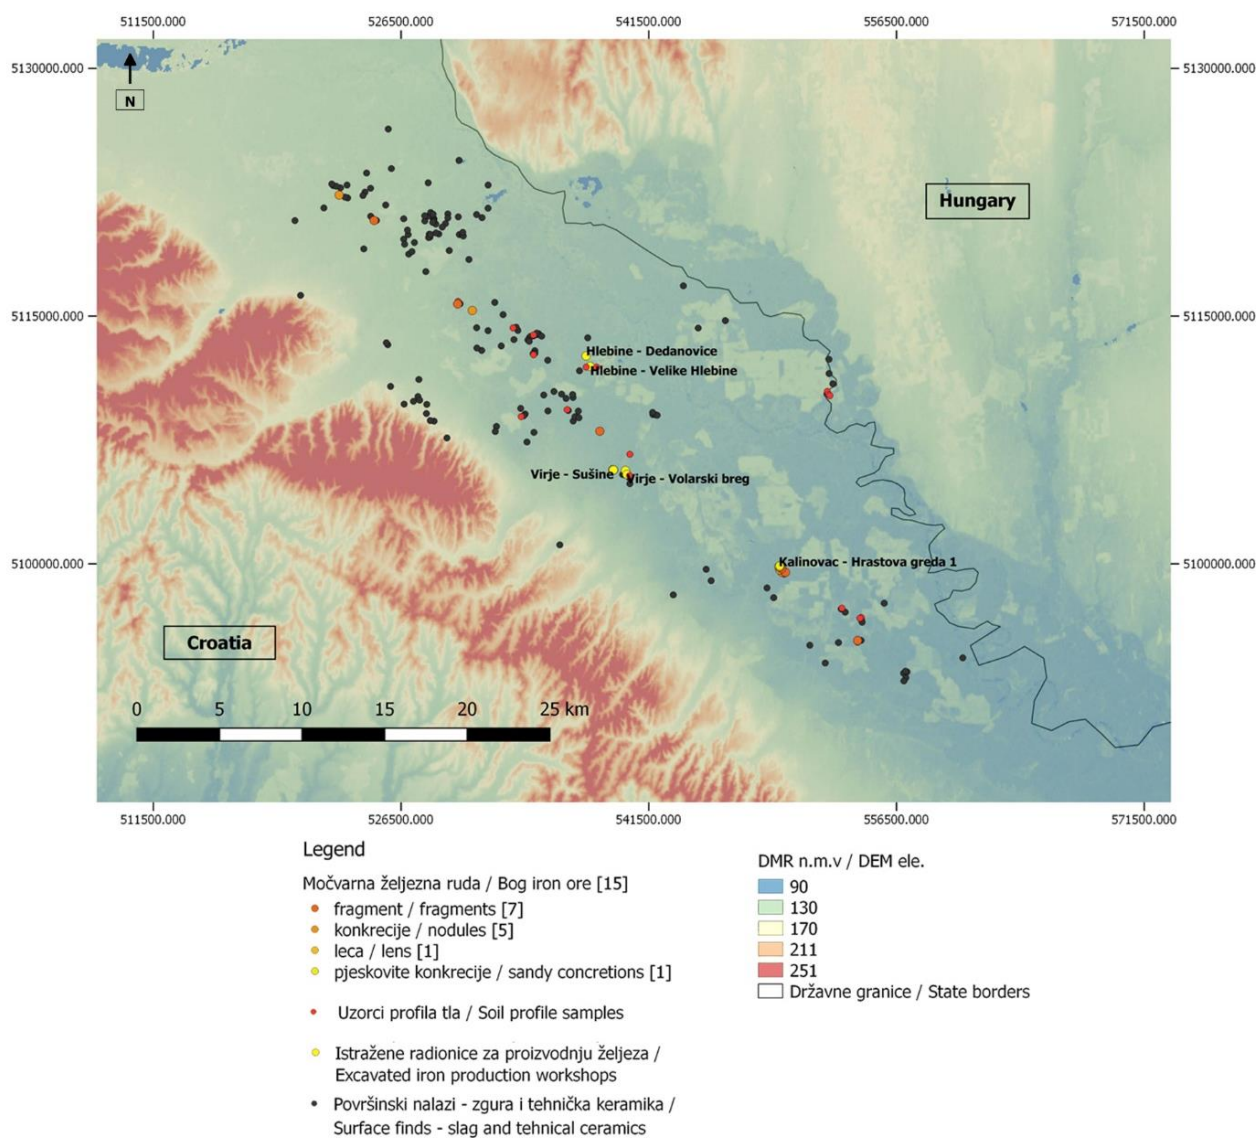 511500.000 526500.000 541500.000 556500.000 571500.000
5130000.000 5130000.000
N
Hungary
5115000.000 5115000.000
Hlebine - Dedanovice
Hlebine - Velike Hlebine
Virje - Sušine
Virje - Volarski breg
5100000.000 5100000.000
Kalinovac - Hrastova greda 1
Croatia
0 5 10 15 20 25 km
511500.000 526500.000 541500.000 556500.000 571500.000
Legend
Močvarna željezna ruda / Bog iron ore [15]
fragment / fragments [7]
konkrecije / nodules [5]
leca / lens [1]
pjeskovite konkrecije / sandy concretions [1]
Uzorci profila tla / Soil profile samples
Istražene radionice za proizvodnju željeza /
Excavated iron production workshops
Površinski nalazi - zgura i tehnička keramika /
Surface finds - slag and tehnical ceramics
DMR n.m.v / DEM ele.
90
130
170
211
251
Državne granice / State borders